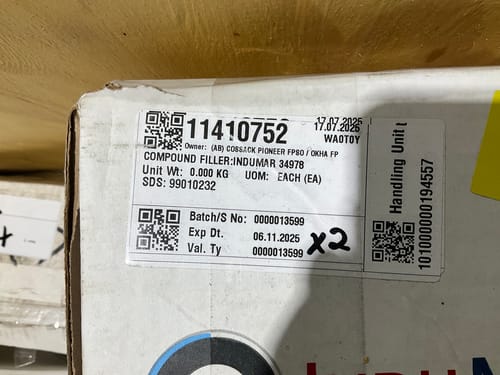 17.07.2025
11410752 17.07.2025
WA0T0Y
Owner: (AB) COSSACK PIONEER FPSO / OKHA FP
COMPOUND FILLER:INDUMAR 34978
Unit Wt: 0.000 KG UOM: EACH (EA)
SDS: 99010232
Batch/S No: 0000013599
Exp Dt. 06.11.2025
Val. Ty 0000013599
x2
Handling Unit
101000000194557